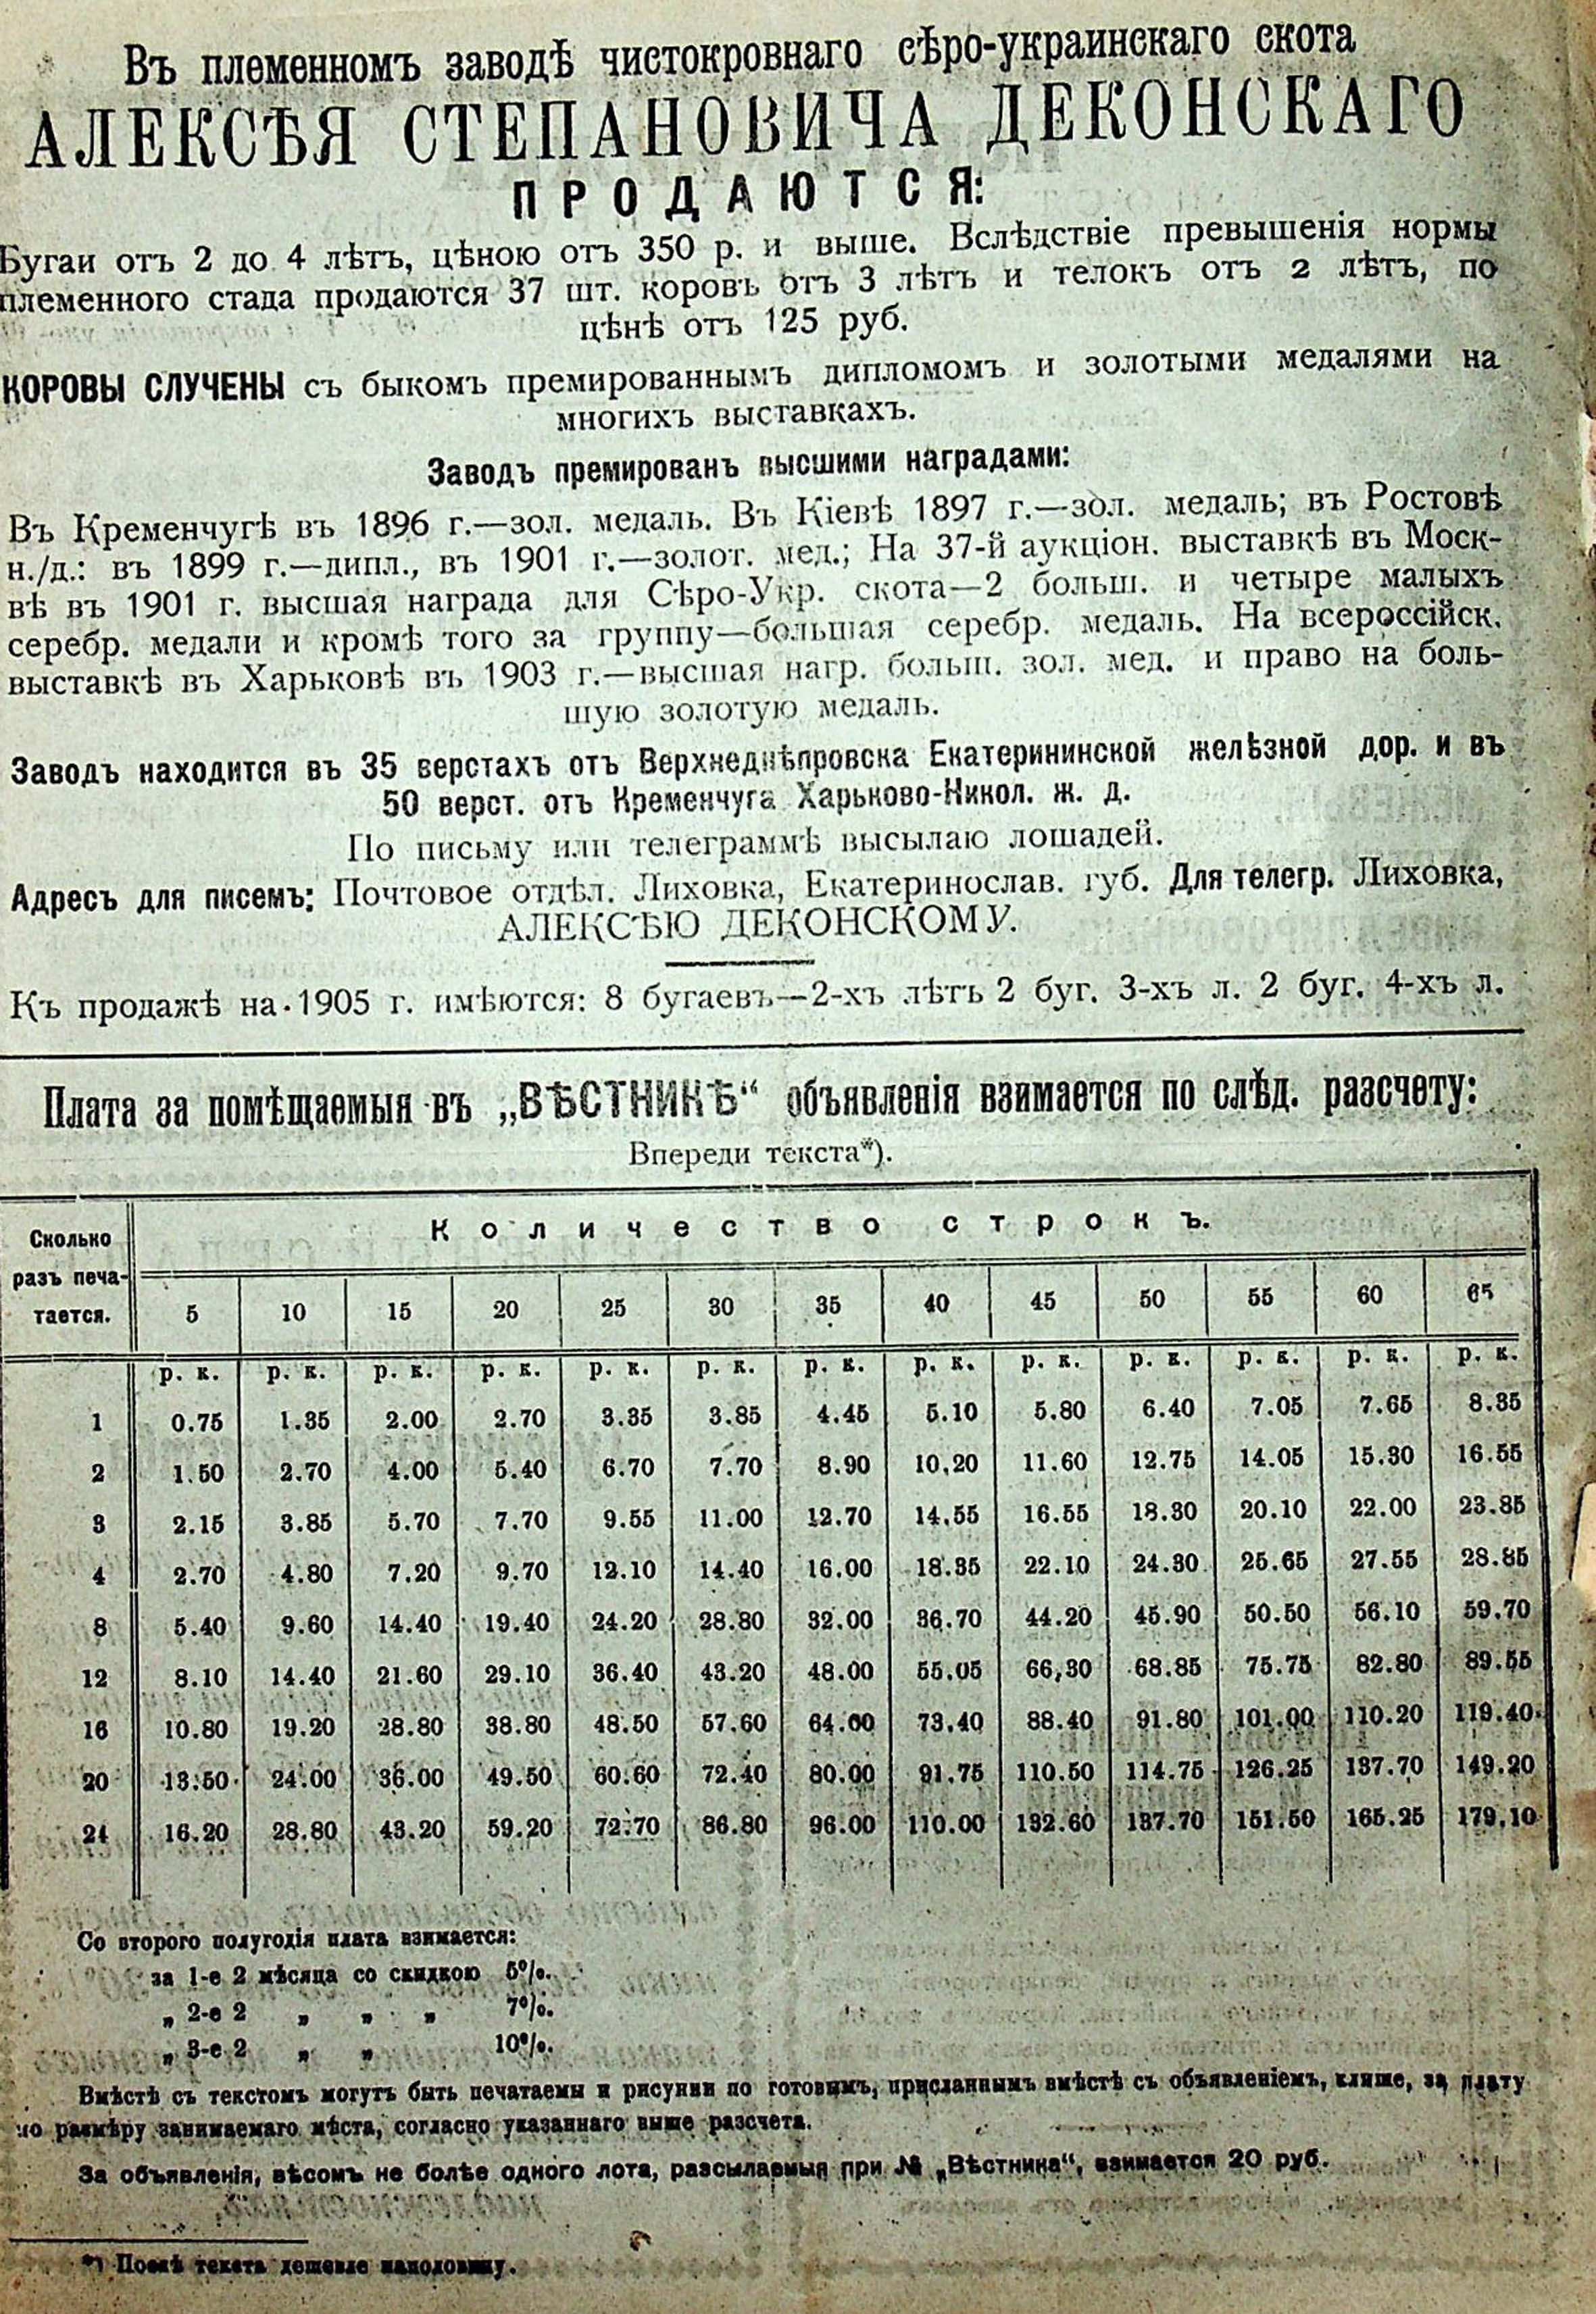 Въ племенномъ заводѣ чистокровнаго сѣро-украинскаго скота
АЛЕКСѢЯ СТЕПАНОВИЧА ДЕКОНСКАГО
ПРОДАЮТСЯ:
Бугаи отъ 2 до 4 лѣтъ, цѣною отъ 350 р. и выше. Вслѣдствіе превышенія нормы
племенного стада продаются 37 шт. коровъ отъ 3 лѣтъ и телокъ отъ 2 лѣтъ, по
цѣнѣ отъ 125 руб.
КОРОВЫ СЛУЧЕНЫ съ быкомъ премированнымъ дипломомъ и золотыми медалями на
многихъ выставкахъ.
Заводъ премированъ высшими наградами:
Въ Кременчугѣ въ 1896 г.—зол. медаль. Въ Кіевѣ 1897 г.—зол. медаль; въ Ростовѣ
н./д.: въ 1899 г.—дипл., въ 1901 г.—золот. мед.; На 37-й аукціон. выставкѣ въ Моск-
вѣ въ 1901 г. высшая награда для Сѣро-Укр. скота—2 больш. и четыре малыхъ
серебр. медали и кромѣ того за группу—большая серебр. медаль. На всероссійск.
выставкѣ въ Харьковѣ въ 1903 г.—высшая нагр. больш. зол. мед. и право на боль-
шую золотую медаль.
Заводъ находится въ 35 верстахъ отъ Верхнеднѣпровска Екатерининской желѣзной дор. и въ
50 верст. отъ Кременчуга Харьково-Никол. ж. д.
По письму или телеграммѣ высылаю лошадей.
Адресъ для писемъ: Почтовое отдѣл. Лиховка, Екатеринослав. губ. Для телегр. Лиховка,
АЛЕКСѢЮ ДЕКОНСКОМУ.
Къ продажѣ на 1905 г. имѣются: 8 бугаевъ—2-хъ лѣтъ 2 буг. 3-хъ л. 2 буг. 4-хъ л.
Плата за помѣщаемыя въ „ВѢСТНИКѢ“ объявленія взимается по слѣд. разсчету:
Впереди текста*).
Сколько разъ печа-тается. Количество строкъ.
5 10 15 20 25 30 35 40 45 50 55 60 65
р. к. р. к. р. к. р. к. р. к. р. к. р. к. р. к. р. к. р. к. р. к. р. к. р. к.
1 0.75 1.35 2.00 2.70 3.35 3.85 4.45 5.10 5.80 6.40 7.05 7.65 8.35
2 1.50 2.70 4.00 5.40 6.70 7.70 8.90 10.20 11.60 12.75 14.05 15.30 16.55
3 2.15 3.85 5.70 7.70 9.55 11.00 12.70 14.55 16.55 18.30 20.10 22.00 23.85
4 2.70 4.80 7.20 9.70 12.10 14.40 16.00 18.35 22.10 24.30 25.65 27.55 28.85
8 5.40 9.60 14.40 19.40 24.20 28.80 32.00 36.70 44.20 45.90 50.50 56.10 59.70
12 8.10 14.40 21.60 29.10 36.40 43.20 48.00 55.05 66,30 68.85 75.75 82.80 89.55
16 10.80 19.20 28.80 38.80 48.50 57.60 64.00 73.40 88.40 91.80 101.00 110.20 119.40
20 13.50 24.00 36.00 49.50 60.60 72.40 80.00 91.75 110.50 114.75 126.25 137.70 149.20
24 16.20 28.80 43.20 59.20 72.70 86.80 96.00 110.00 132.60 137.70 151.50 165.25 179.10
Со второго полугодія плата взимается:
за 1-е 2 мѣсяца со скидкою 5%.
„ 2-е 2 „ „ „ 7%.
„ 3-е 2 „ „ 10%.
Вмѣстѣ съ текстомъ могутъ быть печатаемы и рисунки по готовымъ, присланнымъ вмѣстѣ съ объявленіемъ, клише, за плату
по размѣру занимаемаго мѣста, согласно указаннаго выше разсчета.
За объявленія, вѣсомъ не болѣе одного лота, разсылаемыя при № „Вѣстника“, взимается 20 руб.
*) Послѣ текста дешевле наполовину.